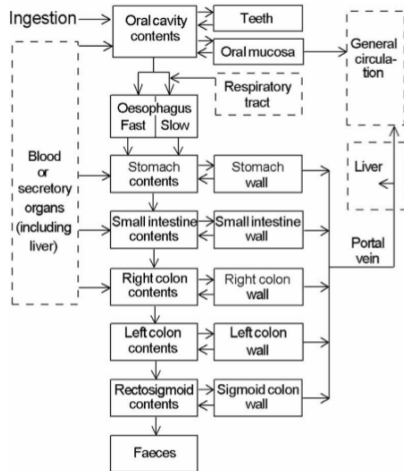 Ingestion
Oral cavity
contents
Teeth
Oral mucosa
General
circula-
tion
Respiratory
tract
Oesophagus
Fast Slow
Blood
or
secretory
organs
(including
liver)
Stomach
contents
Stomach
wall
Liver
Small intestine
contents
Small intestine
wall
Portal
vein
Right colon
contents
Right colon
wall
Left colon
contents
Left colon
wall
Rectosigmoid
contents
Sigmoid colon
wall
Faeces